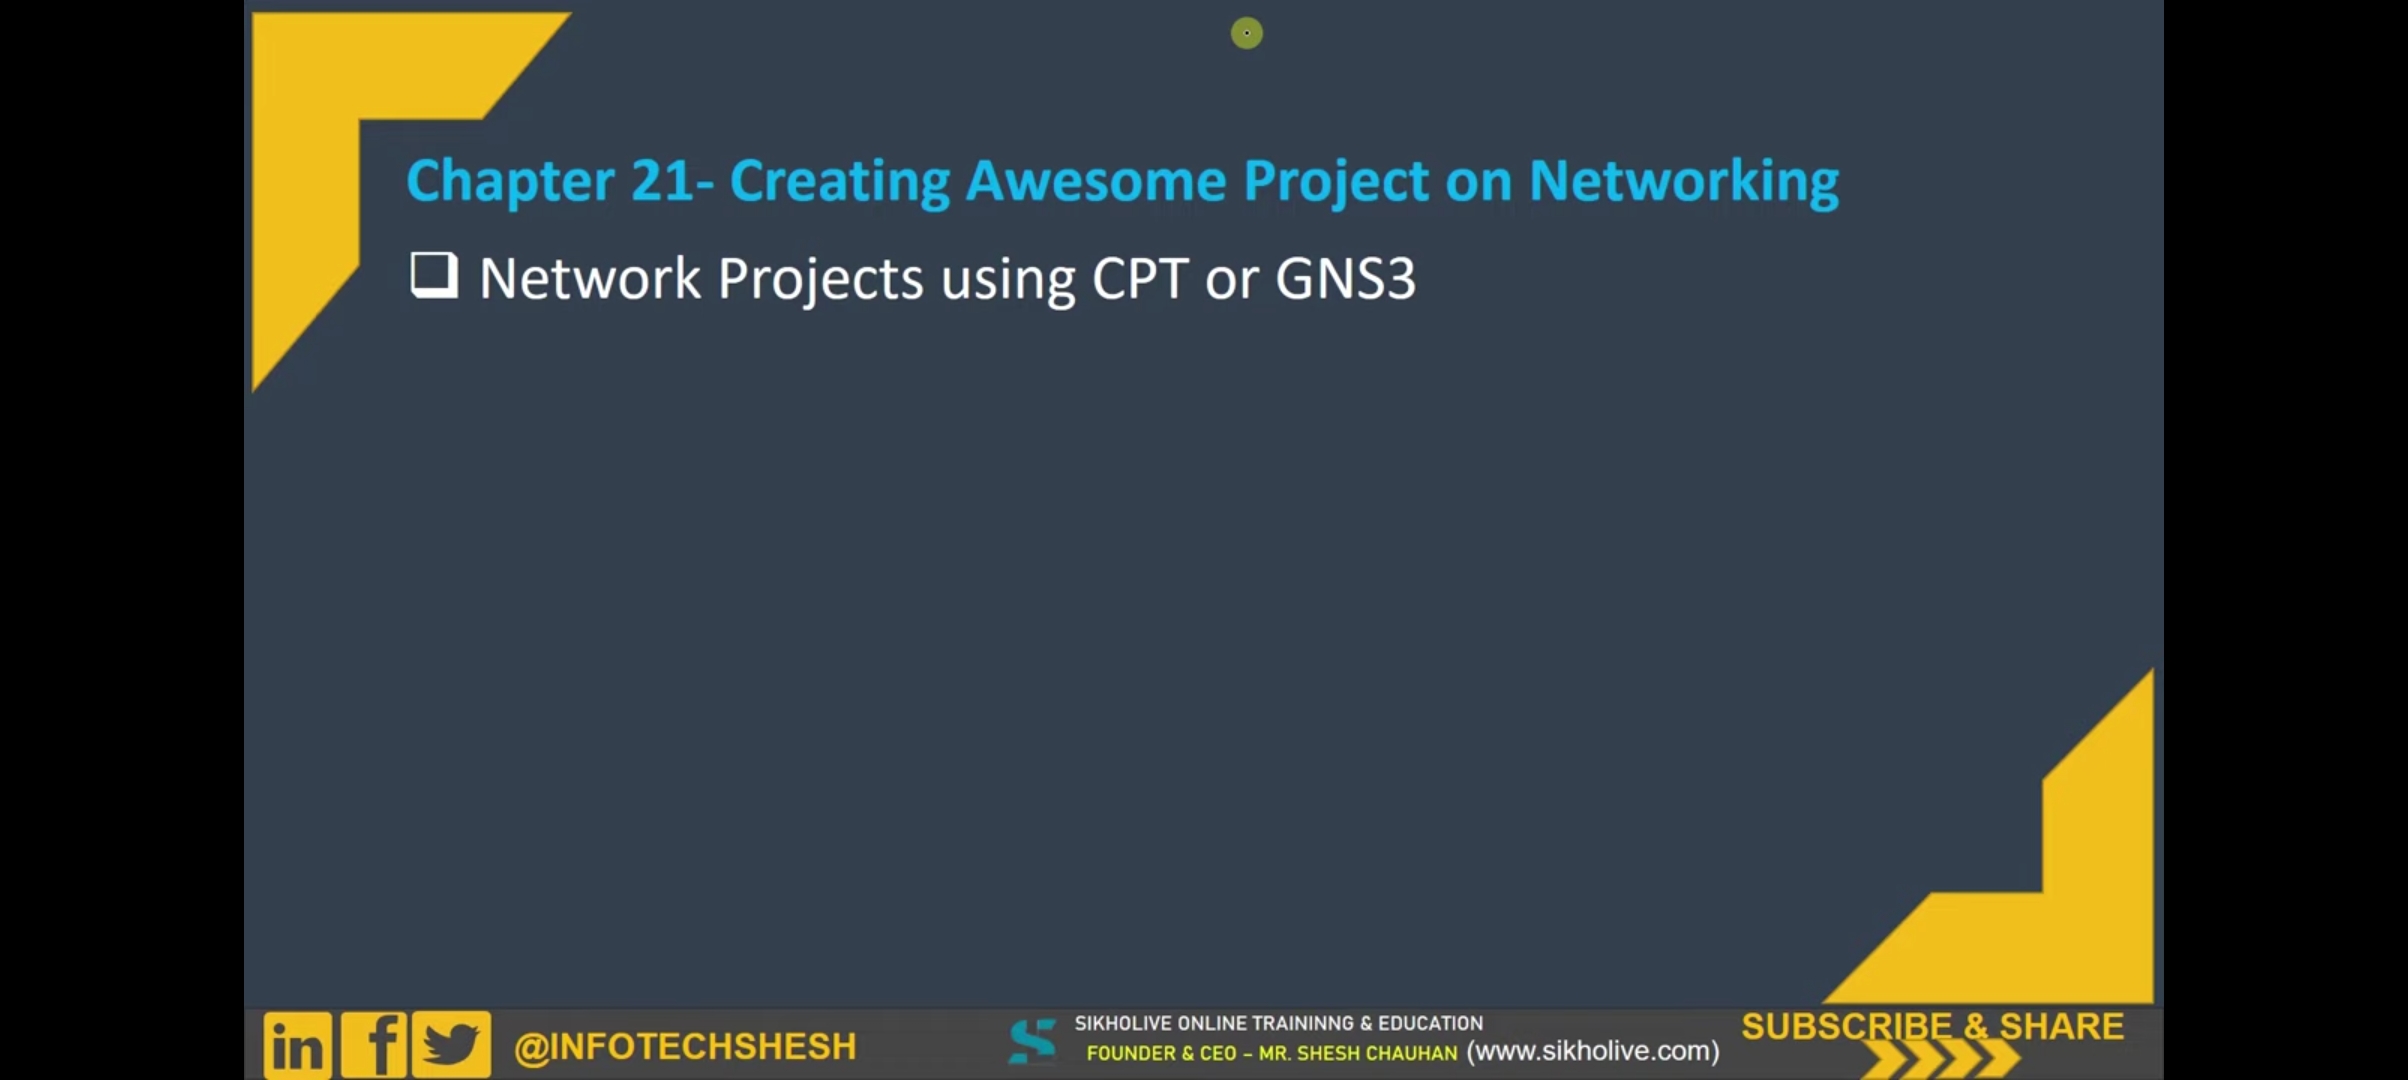 Chapter 21- Creating Awesome Project on Networking
❑ Network Projects using CPT or GNS3
in f @INFOTECHSHESH
SIKHOLIVE ONLINE TRAININNG & EDUCATION
FOUNDER & CEO – MR. SHESH CHAUHAN (www.sikholive.com)
SUBSCRIBE & SHARE